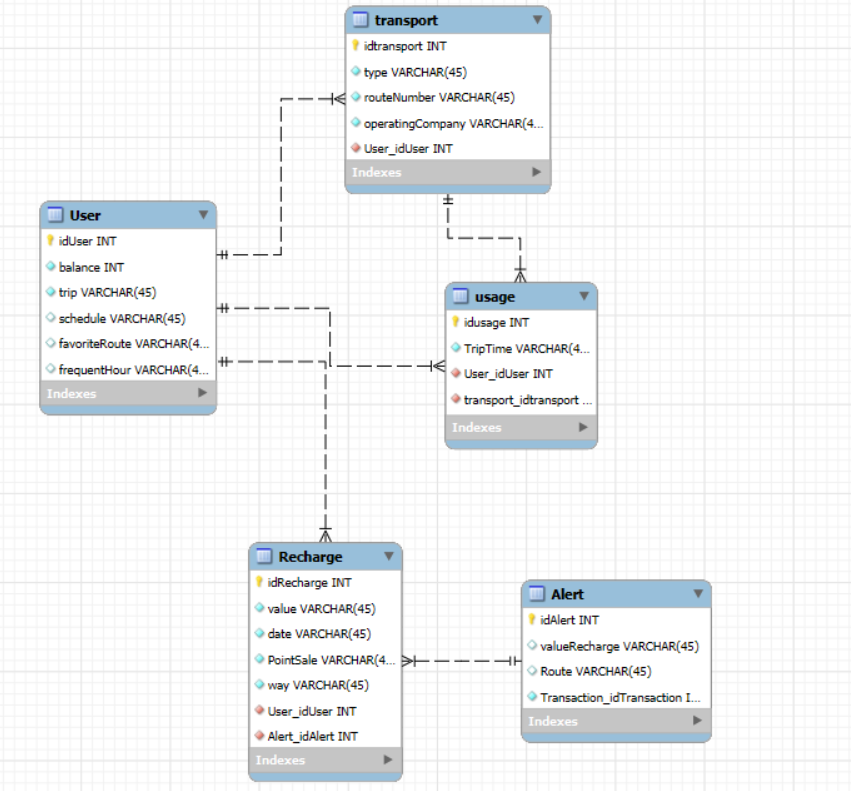 transport
idtransport INT
type VARCHAR(45)
routeNumber VARCHAR(45)
operatingCompany VARCHAR(4...
User_idUser INT
Indexes
User
idUser INT
balance INT
trip VARCHAR(45)
schedule VARCHAR(45)
favoriteRoute VARCHAR(4...
frequentHour VARCHAR(4...
Indexes
usage
idusage INT
TripTime VARCHAR(4...
User_idUser INT
transport_idtransport ...
Indexes
Recharge
idRecharge INT
value VARCHAR(45)
date VARCHAR(45)
PointSale VARCHAR(4...
way VARCHAR(45)
User_idUser INT
Alert_idAlert INT
Indexes
Alert
idAlert INT
valueRecharge VARCHAR(45)
Route VARCHAR(45)
Transaction_idTransaction I...
Indexes